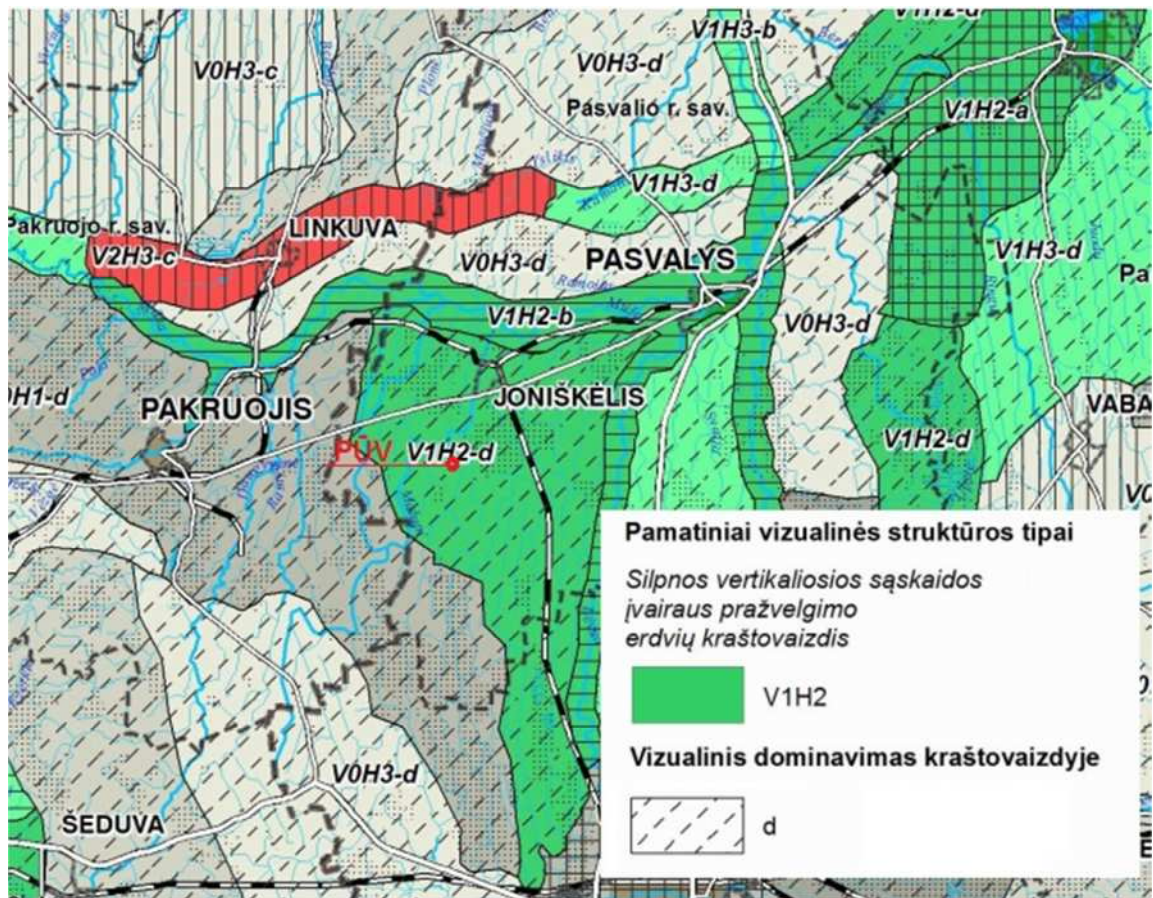 V1H2-d
V1H3-b
V0H3-d
V0H3-c
Pasvalio r. sav.
V1H2-a
V1H3-d
Pakruojo r. sav.
LINKUVA
V2H3-c
V0H3-d
PASVALYS
V1H3-d
Pa
V1H2-b
V0H3-d
0H1-d
PAKRUOJIS
JONIŠKĖLIS
VABA
PŪV
V1H2-d
V1H2-d
V0H3-d
ŠEDUVA
Pamatiniai vizualinės struktūros tipai
Silpnos vertikaliosios sąskaidos
įvairaus pražvelgimo
erdvių kraštovaizdis
V1H2
Vizualinis dominavimas kraštovaizdyje
d